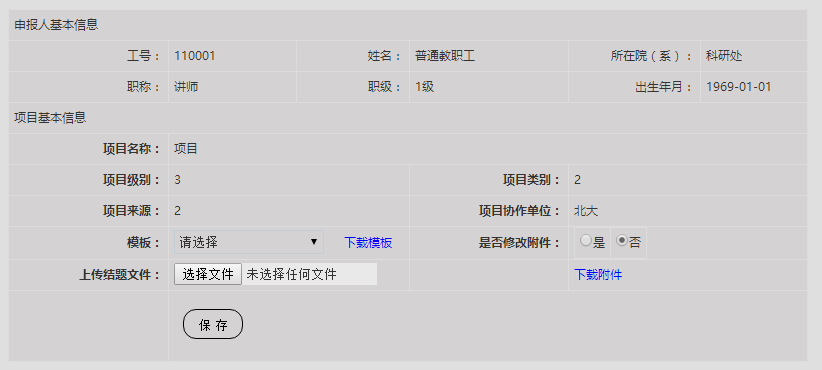 申报人基本信息
工号： 110001 姓名： 普通教职工 所在院（系）： 科研处
职称： 讲师 职级： 1级 出生年月： 1969-01-01
项目基本信息
项目名称： 项目
项目级别： 3 项目类别： 2
项目来源： 2 项目协作单位： 北大
模板： 请选择 下载模板 是否修改附件： 是 否
上传结题文件： 选择文件 未选择任何文件 下载附件
保 存